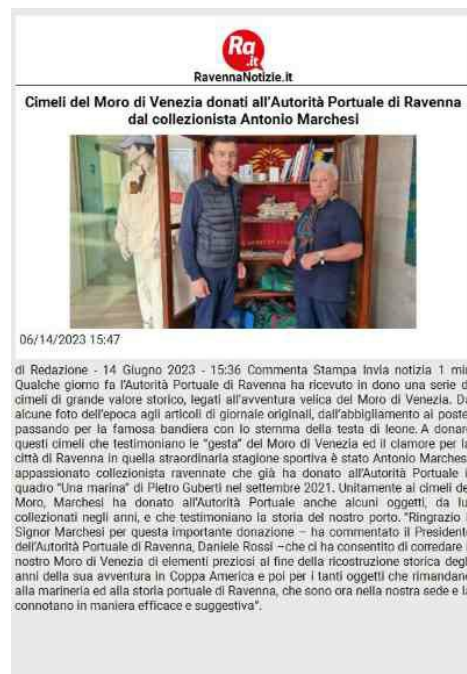 Ra
.it
RavennaNotizie.it
Cimeli del Moro di Venezia donati all'Autorità Portuale di Ravenna
dal collezionista Antonio Marchesi
06/14/2023 15:47
di Redazione - 14 Giugno 2023 - 15:36 Commenta Stampa Invia notizia 1 min
Qualche giorno fa l'Autorità Portuale di Ravenna ha ricevuto in dono una serie d
cimeli di grande valore storico, legati all'avventura velica del Moro di Venezia. Da
alcune foto dell'epoca agli articoli di giornale originali, dall'abbigliamento ai poste
passando per la famosa bandiera con lo stemma della testa di leone. A donare
questi cimeli che testimoniano le "gesta" del Moro di Venezia ed il clamore per la
città di Ravenna in quella straordinaria stagione sportiva è stato Antonio Marchesi
appassionato collezionista ravennate che già ha donato all'Autorità Portuale i
quadro "Una marina" di Pietro Guberti nel settembre 2021. Unitamente ai cimeli de
Moro, Marchesi ha donato all'Autorità Portuale anche alcuni oggetti, da lu
collezionati negli anni, e che testimoniano la storia del nostro porto. "Ringrazio i
Signor Marchesi per questa importante donazione – ha commentato il Presidente
dell'Autorità Portuale di Ravenna, Daniele Rossi –che ci ha consentito di corredare i
nostro Moro di Venezia di elementi preziosi al fine della ricostruzione storica degl
anni della sua avventura in Coppa America e poi per i tanti oggetti che rimandano
alla marineria ed alla storia portuale di Ravenna, che sono ora nella nostra sede e la
connotano in maniera efficace e suggestiva".